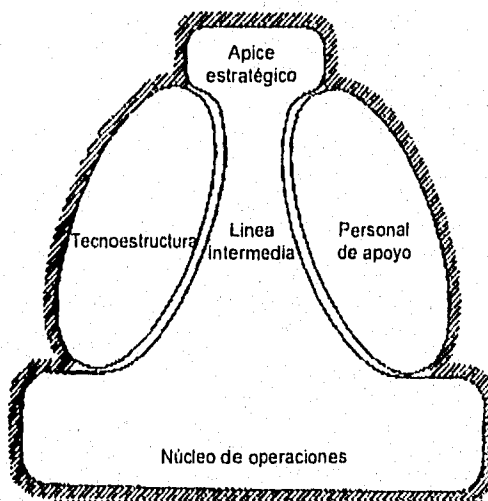 Apice
estratégico
Tecnoestructura
Linea
intermedia
Personal
de apoyo
Núcleo de operaciones